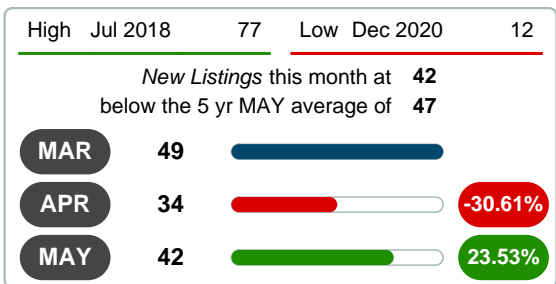 High Jul 2018 77 Low Dec 2020 12
New Listings this month at 42
below the 5 yr MAY average of 47
MAR 49
APR 34 -30.61%
MAY 42 23.53%